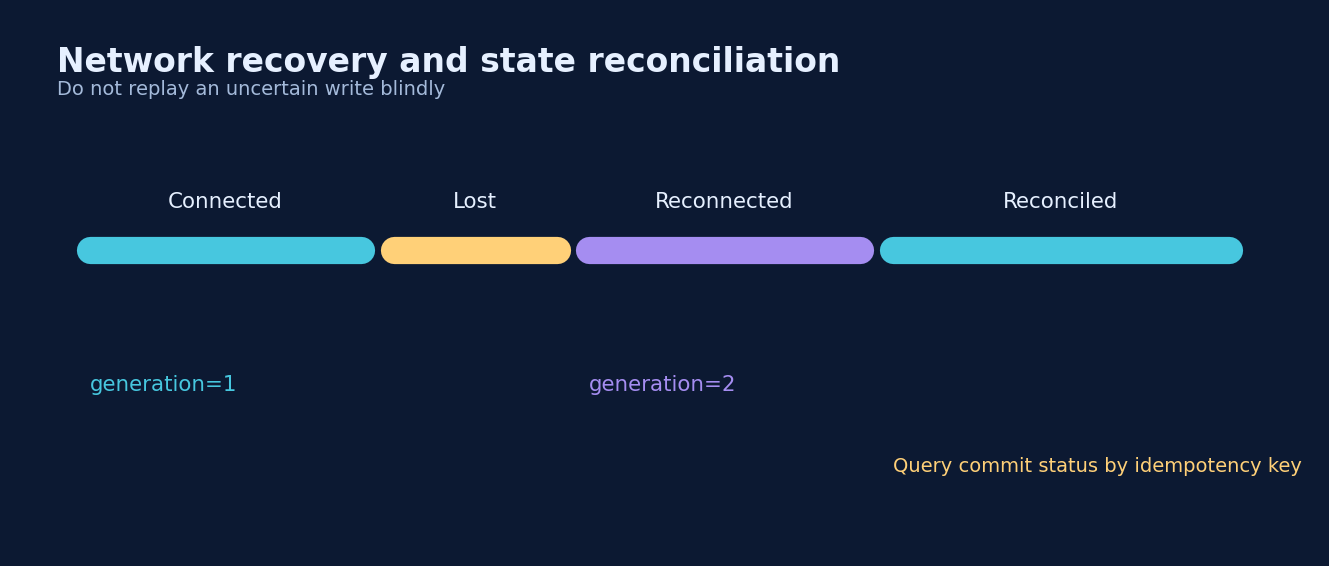 Network recovery and state reconciliation
Do not replay an uncertain write blindly
Connected
Lost
Reconnected
Reconciled
generation=1
generation=2
Query commit status by idempotency key